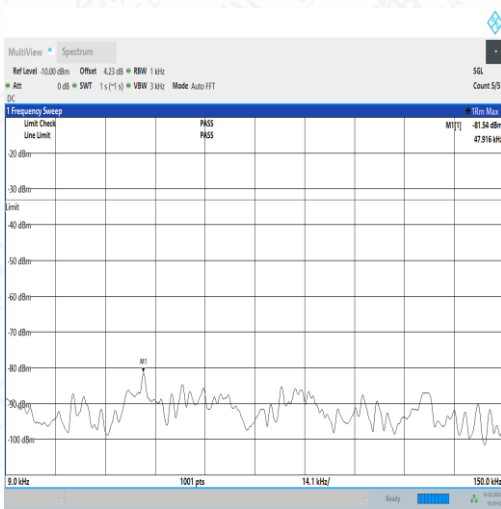 MultiView Spectrum
Ref Level -10.00 dBm Offset 4.23 dB RBW 1 kHz SGL
Att 0 dB SWT 1 s (~1 s) VBW 3 kHz Mode Auto FFT Count 5/5
DC
1 Frequency Sweep 1Rm Max
Limit Check PASS M1[1] -81.54 dBm
Line Limit PASS 47.916 kHz
-20 dBm
-30 dBm
Limit
-40 dBm
-50 dBm
-60 dBm
-70 dBm
M1
-80 dBm
-90 dBm
-100 dBm
9.0 kHz 1001 pts 14.1 kHz/ 150.0 kHz
Ready